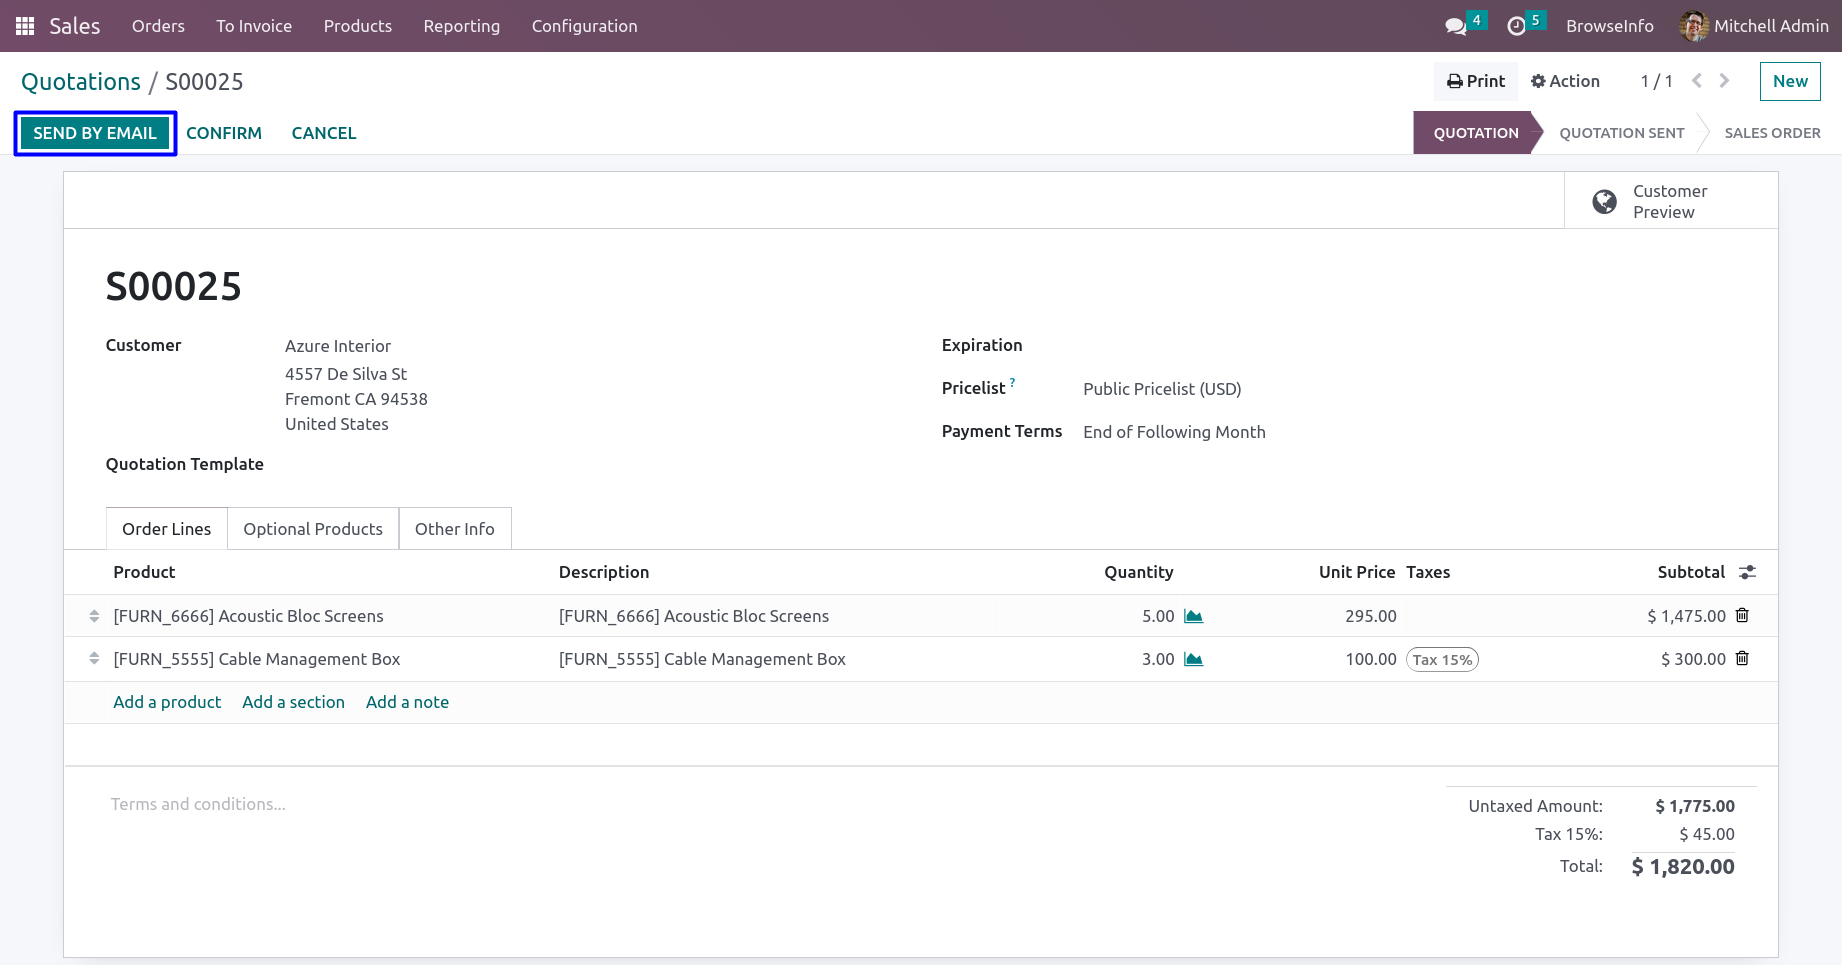 Sales Orders To Invoice Products Reporting Configuration 4 5 BrowseInfo Mitchell Admin
Quotations / S00025 Print Action 1 / 1 New
SEND BY EMAIL CONFIRM CANCEL QUOTATION QUOTATION SENT SALES ORDER
Customer
Preview
S00025
Customer Azure Interior
4557 De Silva St
Fremont CA 94538
United States
Quotation Template
Expiration
Pricelist ? Public Pricelist (USD)
Payment Terms End of Following Month
Order Lines Optional Products Other Info
Product Description Quantity Unit Price Taxes Subtotal
[FURN_6666] Acoustic Bloc Screens [FURN_6666] Acoustic Bloc Screens 5.00 295.00 $ 1,475.00
[FURN_5555] Cable Management Box [FURN_5555] Cable Management Box 3.00 100.00 Tax 15% $ 300.00
Add a product Add a section Add a note
Terms and conditions...
Untaxed Amount: $ 1,775.00
Tax 15%: $ 45.00
Total: $ 1,820.00